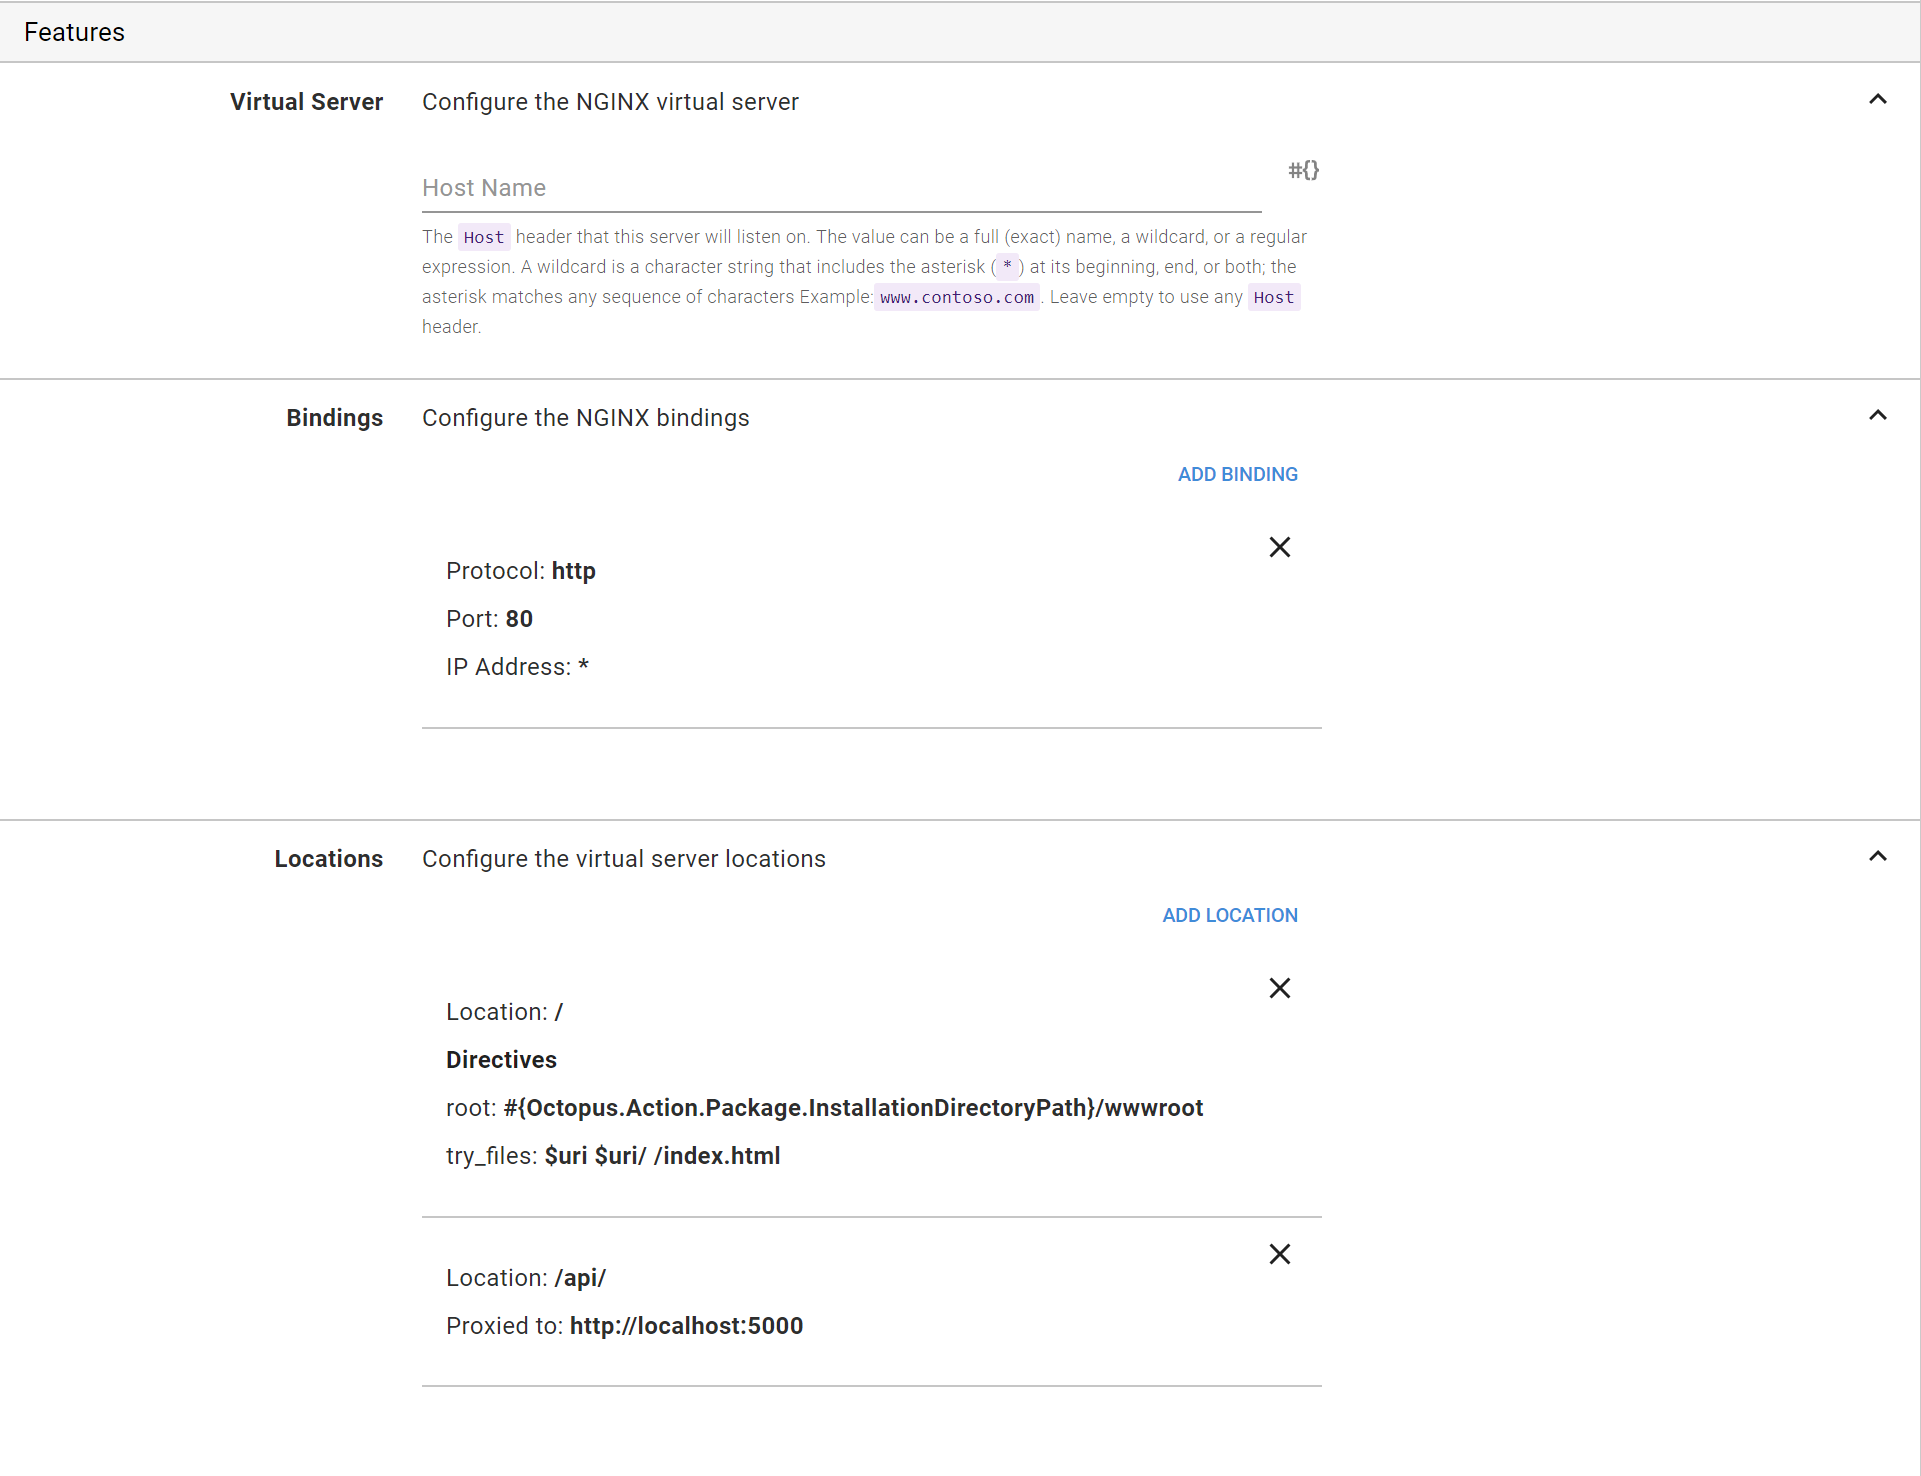 Features
Virtual Server Configure the NGINX virtual server
Host Name #{}
The Host header that this server will listen on. The value can be a full (exact) name, a wildcard, or a regular
expression. A wildcard is a character string that includes the asterisk ( * ) at its beginning, end, or both; the
asterisk matches any sequence of characters Example: www.contoso.com . Leave empty to use any Host
header.
Bindings Configure the NGINX bindings
ADD BINDING
Protocol: http
Port: 80
IP Address: *
Locations Configure the virtual server locations
ADD LOCATION
Location: /
Directives
root: #{Octopus.Action.Package.InstallationDirectoryPath}/wwwroot
try_files: $uri $uri/ /index.html
Location: /api/
Proxied to: http://localhost:5000